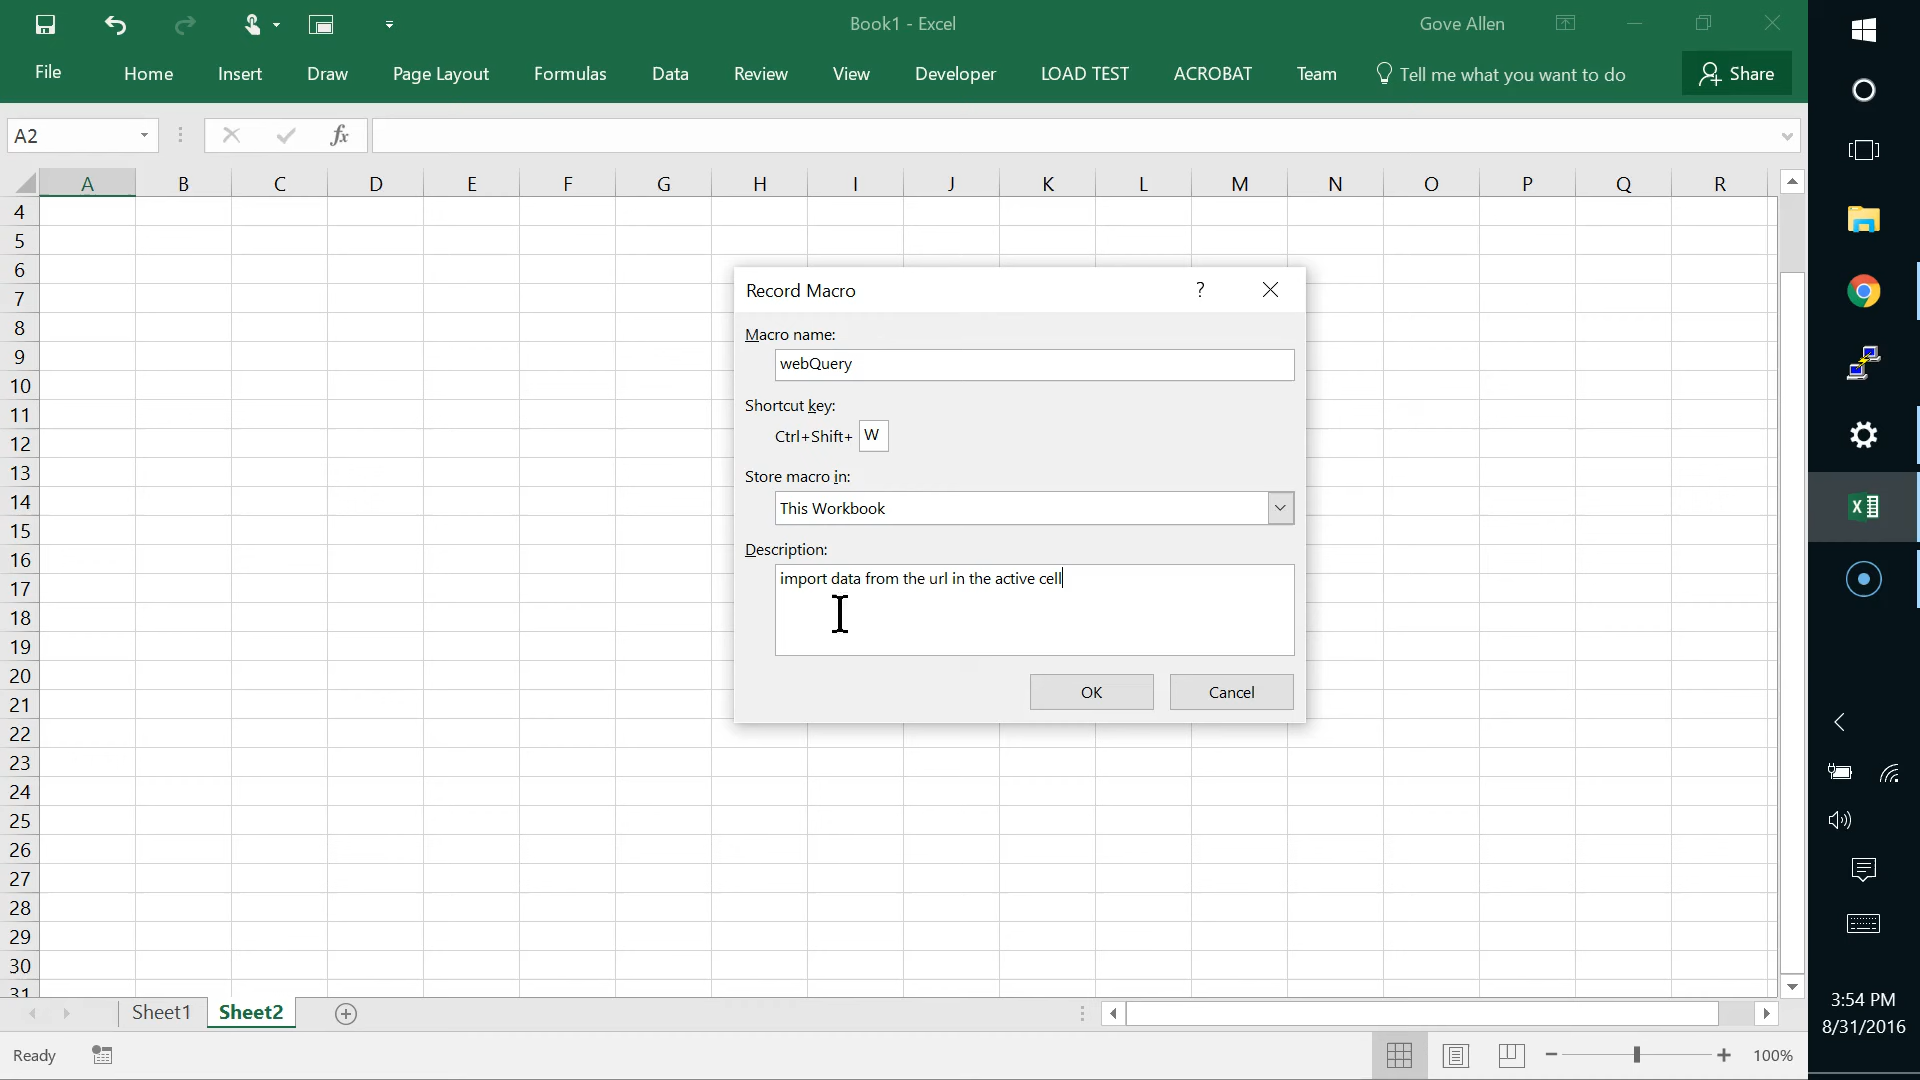 Book1 - Excel
Gove Allen
File Home Insert Draw Page Layout Formulas Data Review View Developer LOAD TEST ACROBAT Team Tell me what you want to do Share
A2 fx
A B C D E F G H I J K L M N O P Q R
4
5
6
7
8
9
10
11
12
13
14
15
16
17
18
19
20
21
22
23
24
25
26
27
28
29
30
31
Record Macro ?
Macro name:
webQuery
Shortcut key:
Ctrl+Shift+ W
Store macro in:
This Workbook
Description:
import data from the url in the active cell
OK Cancel
Sheet1 Sheet2
Ready
100%
3:54 PM
8/31/2016